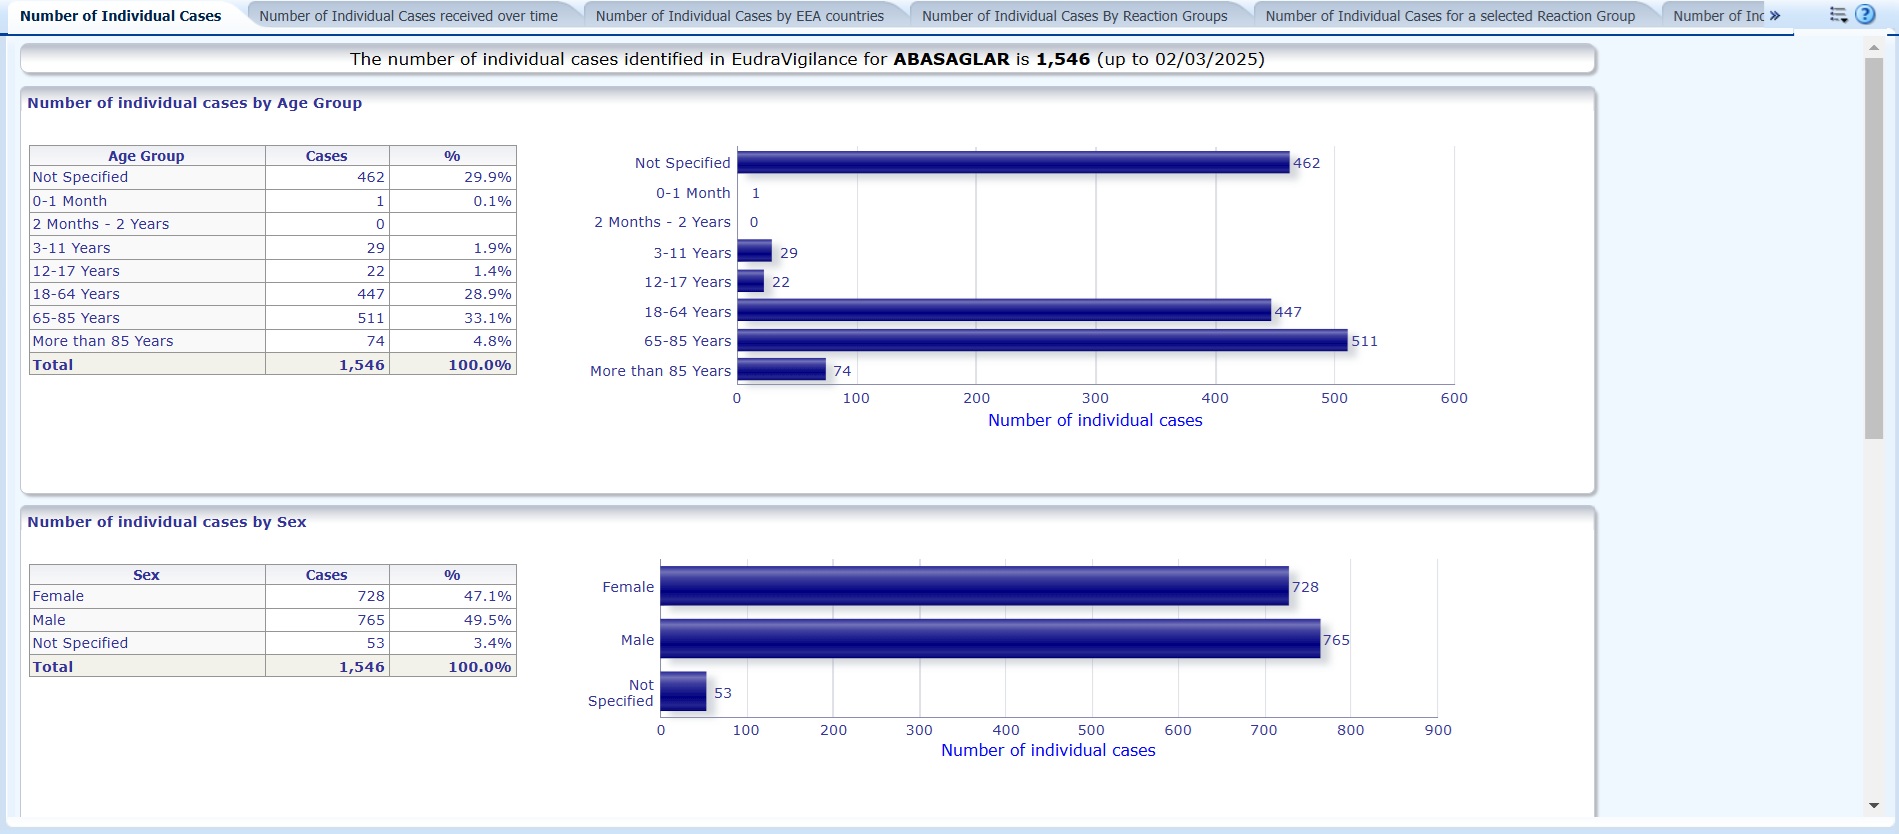 Number of Individual Cases
Number of Individual Cases received over time
Number of Individual Cases by EEA countries
Number of Individual Cases By Reaction Groups
Number of Individual Cases for a selected Reaction Group
Number of Inc »
?
The number of individual cases identified in EudraVigilance for ABASAGLAR is 1,546 (up to 02/03/2025)
Number of individual cases by Age Group
Age Group Cases %
Not Specified 462 29.9%
0-1 Month 1 0.1%
2 Months - 2 Years 0
3-11 Years 29 1.9%
12-17 Years 22 1.4%
18-64 Years 447 28.9%
65-85 Years 511 33.1%
More than 85 Years 74 4.8%
Total 1,546 100.0%
Not Specified 462
0-1 Month 1
2 Months - 2 Years 0
3-11 Years 29
12-17 Years 22
18-64 Years 447
65-85 Years 511
More than 85 Years 74
0 100 200 300 400 500 600
Number of individual cases
Number of individual cases by Sex
Sex Cases %
Female 728 47.1%
Male 765 49.5%
Not Specified 53 3.4%
Total 1,546 100.0%
Female 728
Male 765
Not
Specified 53
0 100 200 300 400 500 600 700 800 900
Number of individual cases